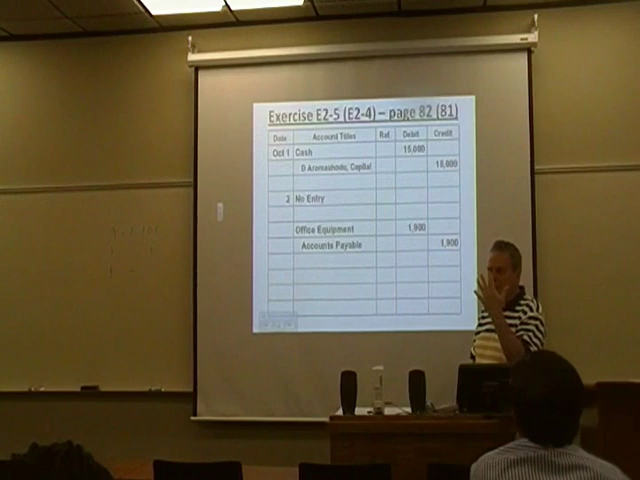 Exercise E2-5 (E2-4) – page 82 (81)
Date Account Titles Ref. Debit Credit
Oct 1 Cash 15,000
Capital 15,000
2 No Entry
Office Equipment 1,900
Accounts Payable 1,900